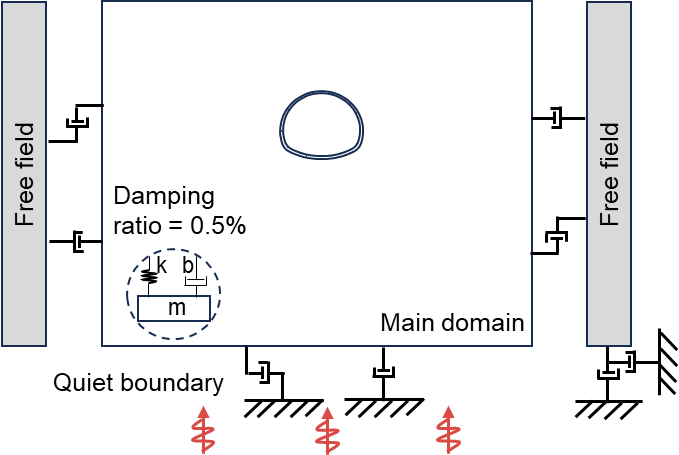 Free field
Free field
Damping
ratio = 0.5%
k b
m
Main domain
Quiet boundary